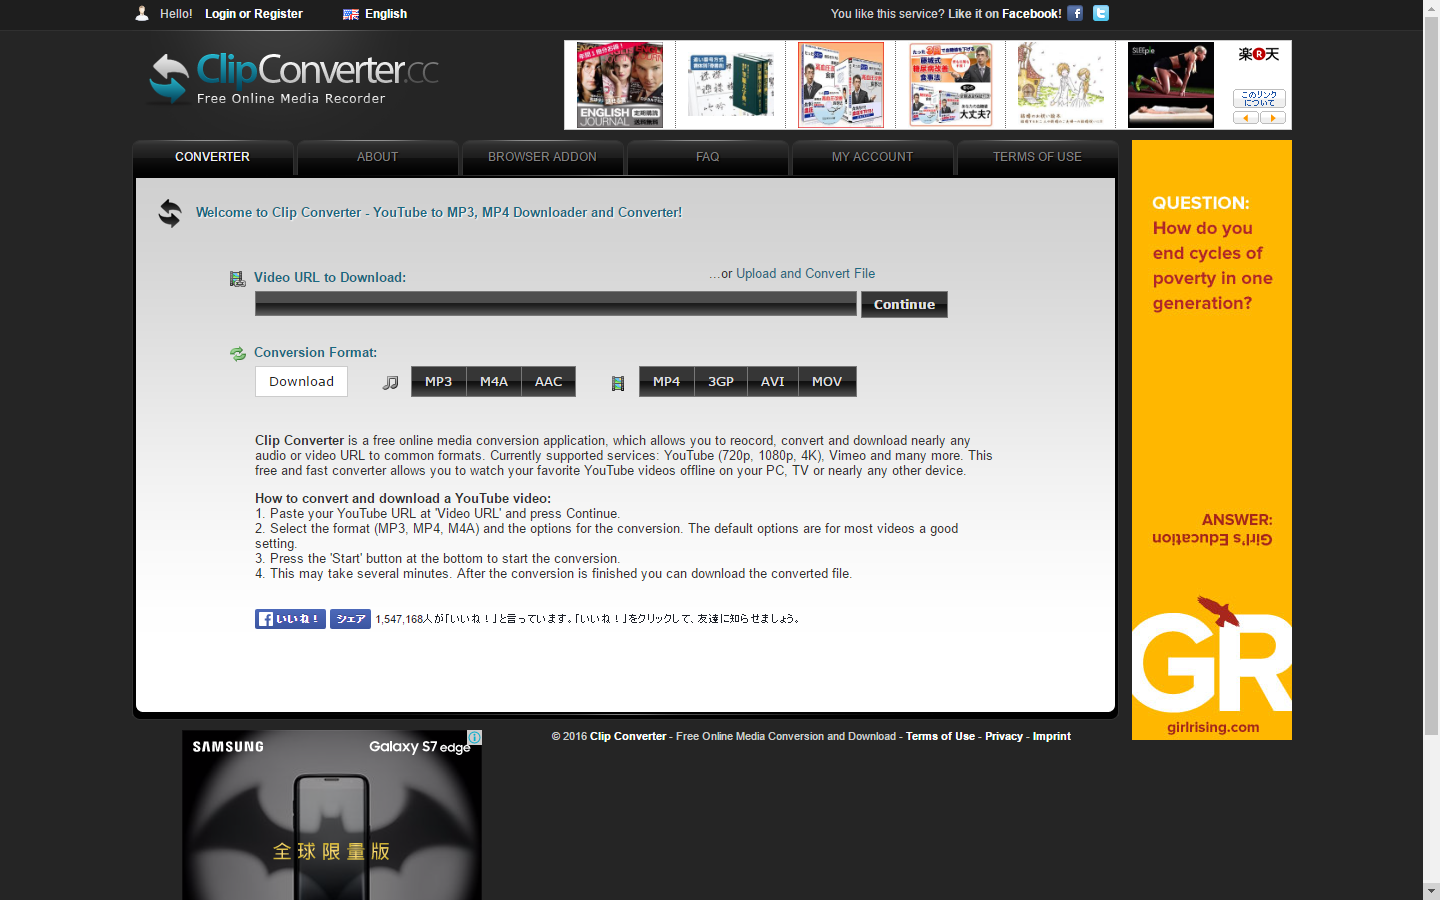 Hello! Login or Register English
You like this service? Like it on Facebook!
ClipConverter.cc
Free Online Media Recorder
ENGLISH
JOURNAL
定期購読
送料無料
大丈夫?
STEEple
楽天
このリンク
について
CONVERTER
ABOUT
BROWSER ADDON
FAQ
MY ACCOUNT
TERMS OF USE
Welcome to Clip Converter - YouTube to MP3, MP4 Downloader and Converter!
Video URL to Download:
...or Upload and Convert File
Continue
Conversion Format:
Download
MP3 M4A AAC
MP4 3GP AVI MOV
Clip Converter is a free online media conversion application, which allows you to reocord, convert and download nearly any
audio or video URL to common formats. Currently supported services: YouTube (720p, 1080p, 4K), Vimeo and many more. This
free and fast converter allows you to watch your favorite YouTube videos offline on your PC, TV or nearly any other device.
How to convert and download a YouTube video:
1. Paste your YouTube URL at 'Video URL' and press Continue.
2. Select the format (MP3, MP4, M4A) and the options for the conversion. The default options are for most videos a good
setting.
3. Press the 'Start' button at the bottom to start the conversion.
4. This may take several minutes. After the conversion is finished you can download the converted file.
いいね！ シェア 1,547,168人が「いいね！」と言っています。「いいね！」をクリックして、友達に知らせましょう。
QUESTION:
How do you
end cycles of
poverty in one
generation?
ANSWER:
Girl's Education
GR
girlrising.com
© 2016 Clip Converter - Free Online Media Conversion and Download - Terms of Use - Privacy - Imprint
SAMSUNG
Galaxy S7 edge
全球限量版